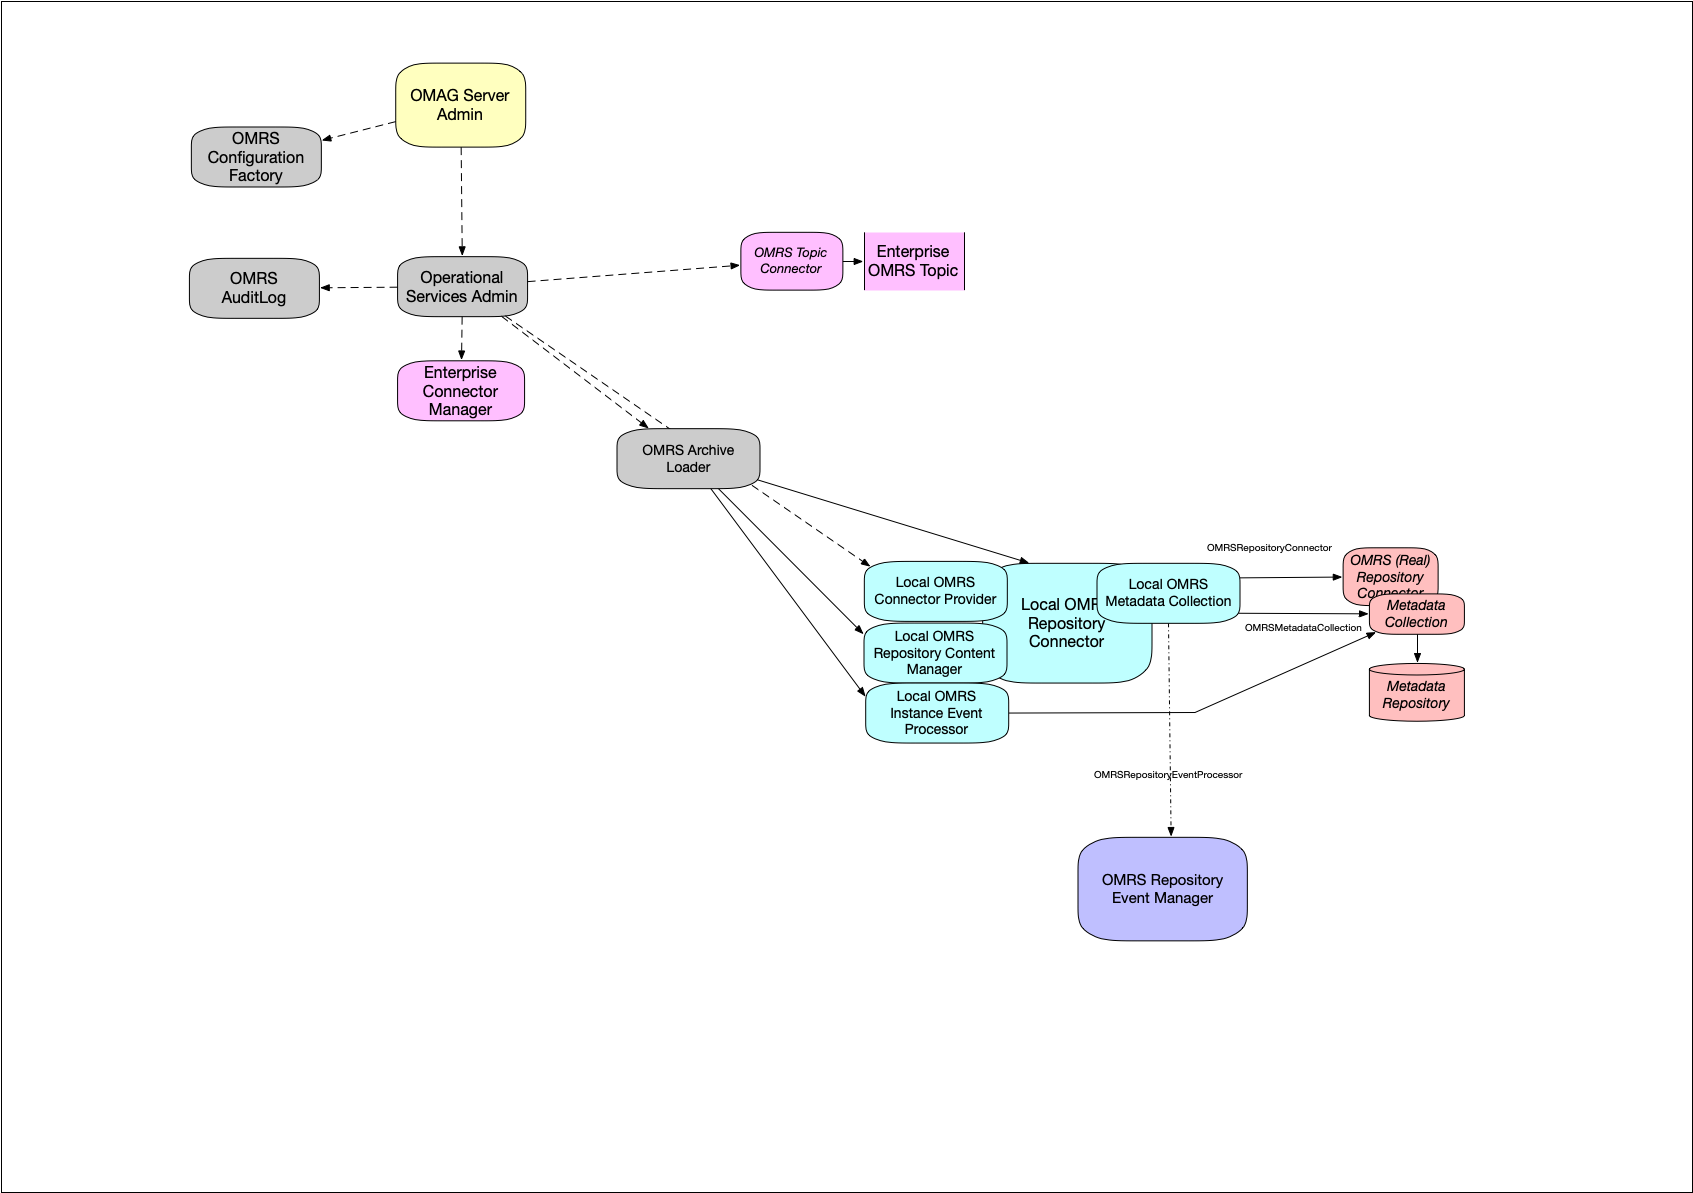 OMAG Server
Admin
OMRS
Configuration
Factory
OMRS
AuditLog
Operational
Services Admin
OMRS Topic
Connector
Enterprise
OMRS Topic
Enterprise
Connector
Manager
OMRS Archive
Loader
Local OMRS
Connector Provider
Local OMRS
Repository Content
Manager
Local OMRS
Instance Event
Processor
Local OMR
Repository
Connector
Local OMRS
Metadata Collection
OMRSRepositoryConnector
OMRS (Real)
Repository
Connector
OMRSMetadataCollection
Metadata
Collection
Metadata
Repository
OMRSRepositoryEventProcessor
OMRS Repository
Event Manager